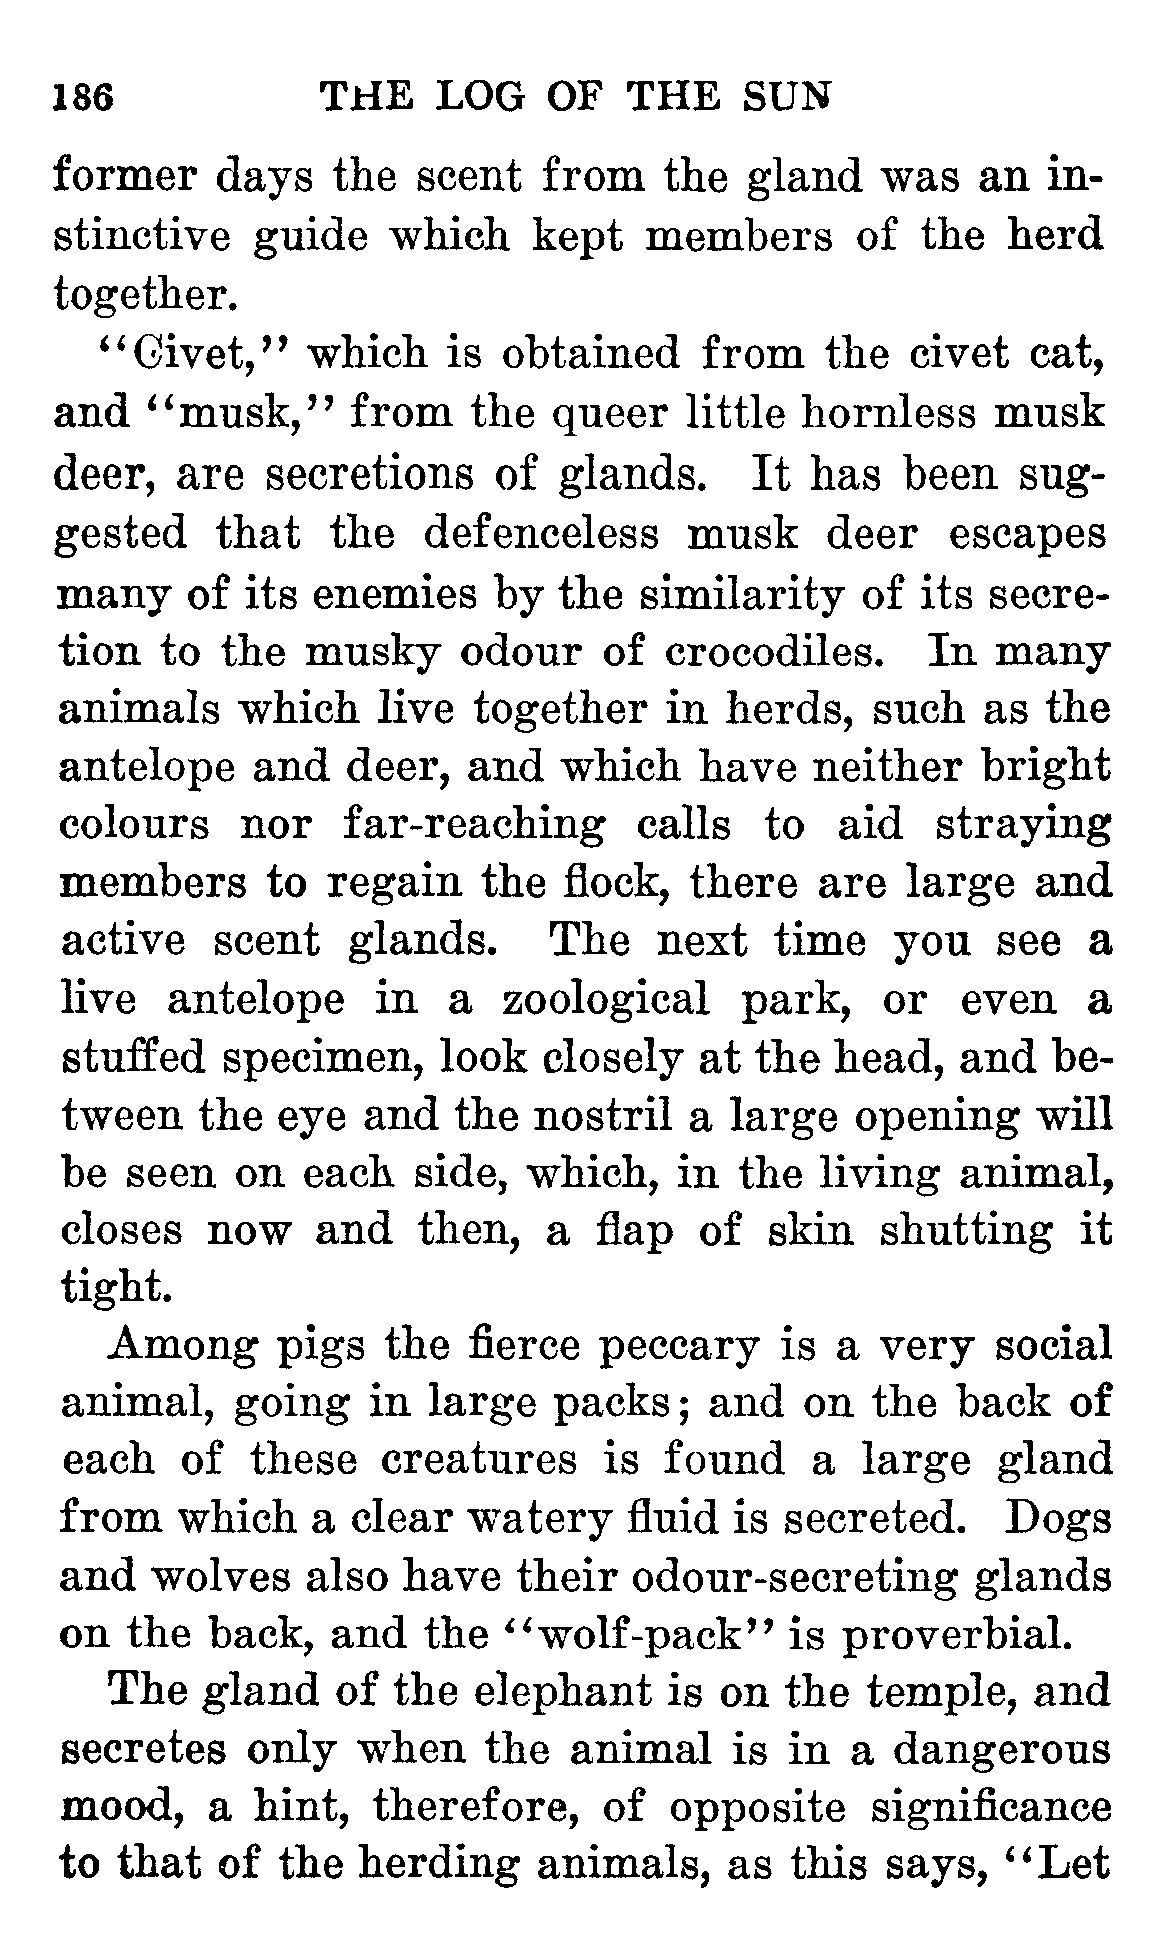 186 THE LOG OF THE SUN
former days the scent from the gland was an in-
stinctive guide which kept members of the herd
together.
“Civet,” which is obtained from the civet cat,
and “musk,” from the queer little hornless musk
deer, are secretions of glands. It has been sug-
gested that the defenceless musk deer escapes
many of its enemies by the similarity of its secre-
tion to the musky odour of crocodiles. In many
animals which live together in herds, such as the
antelope and deer, and which have neither bright
colours nor far-reaching calls to aid straying
members to regain the flock, there are large and
active scent glands. The next time you see a
live antelope in a zoological park, or even a
stuffed specimen, look closely at the head, and be-
tween the eye and the nostril a large opening will
be seen on each side, which, in the living animal,
closes now and then, a flap of skin shutting it
tight.
Among pigs the fierce peccary is a very social
animal, going in large packs; and on the back of
each of these creatures is found a large gland
from which a clear watery fluid is secreted. Dogs
and wolves also have their odour-secreting glands
on the back, and the “wolf-pack” is proverbial.
The gland of the elephant is on the temple, and
secretes only when the animal is in a dangerous
mood, a hint, therefore, of opposite significance
to that of the herding animals, as this says, “Let